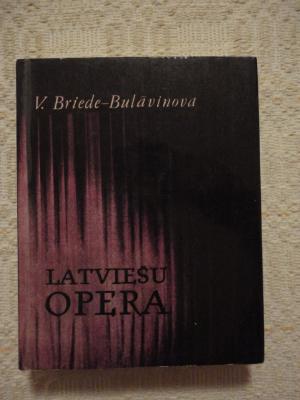 V. Briede-Bulāvinova
LATVIEŠU
OPERA